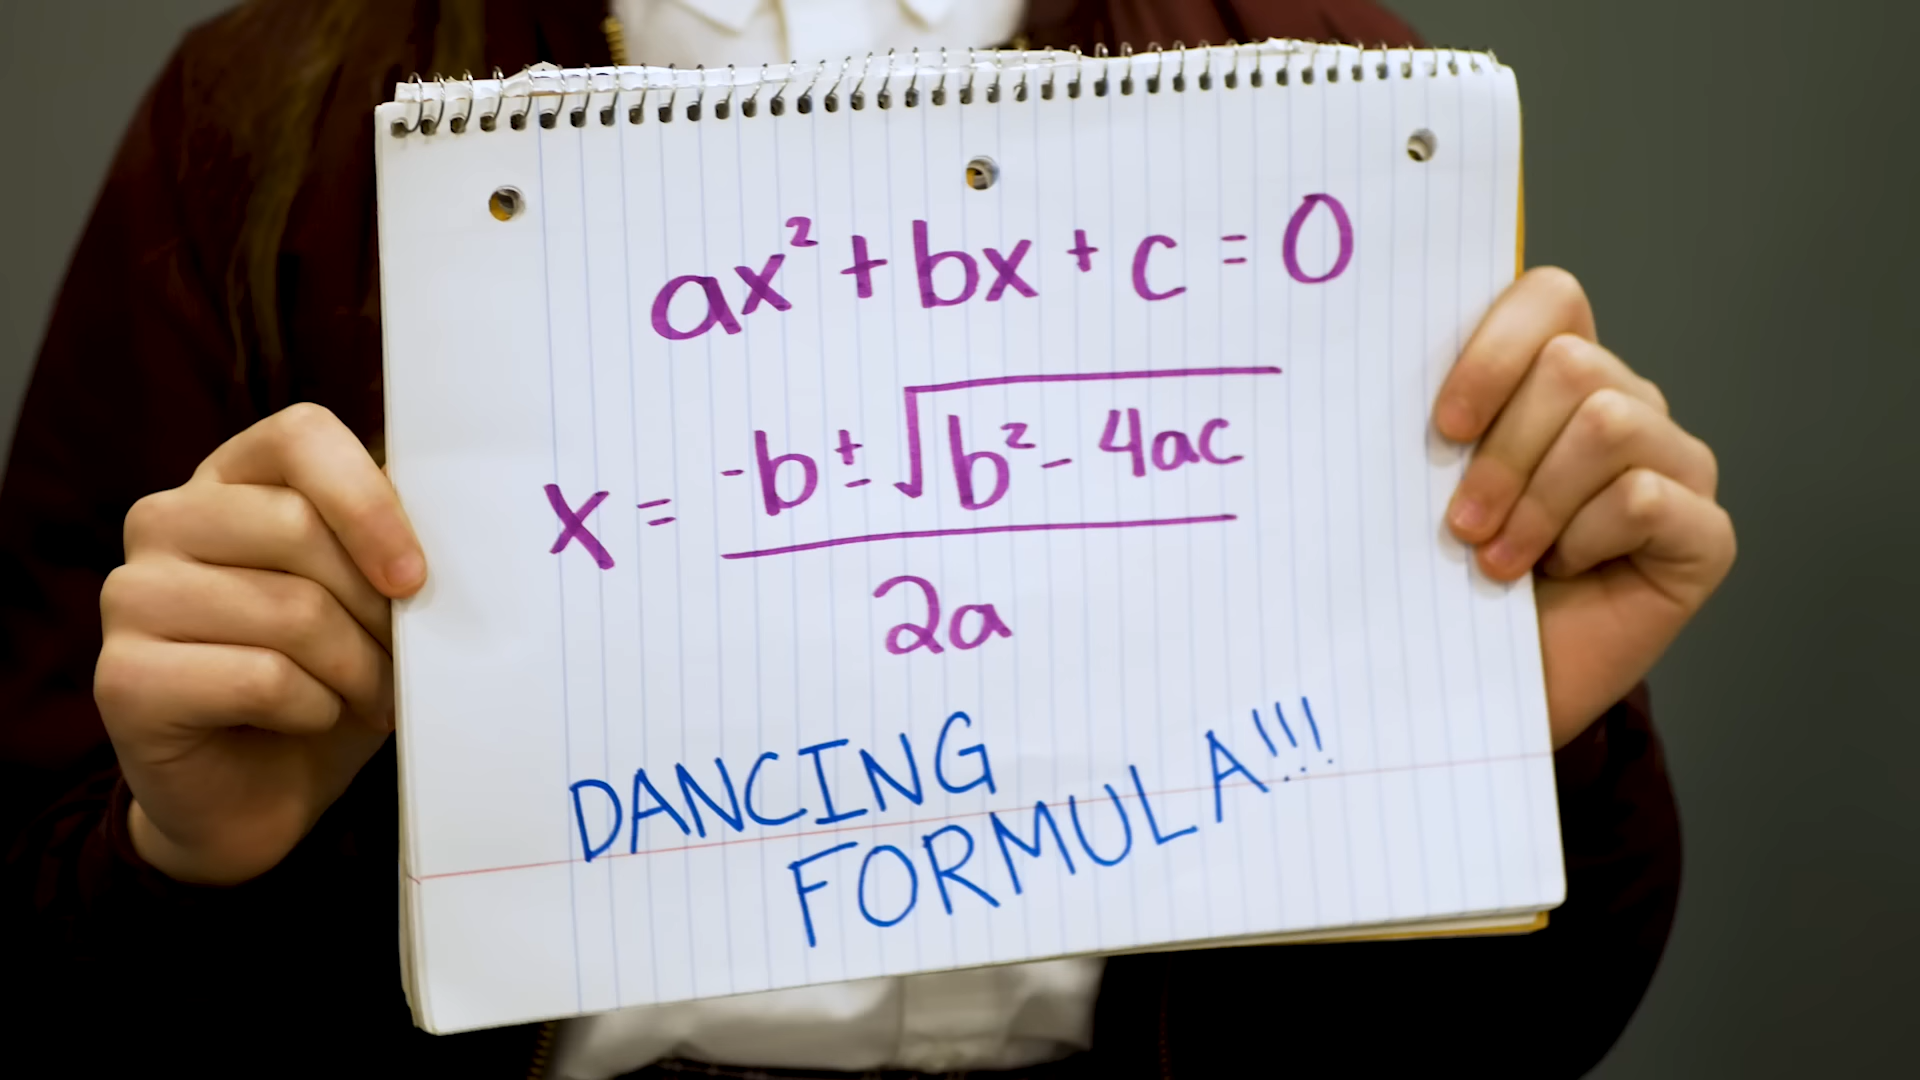 ax² + bx + c = 0
x = -b ± √b² - 4ac
2a
DANCING
FORMULA!!!